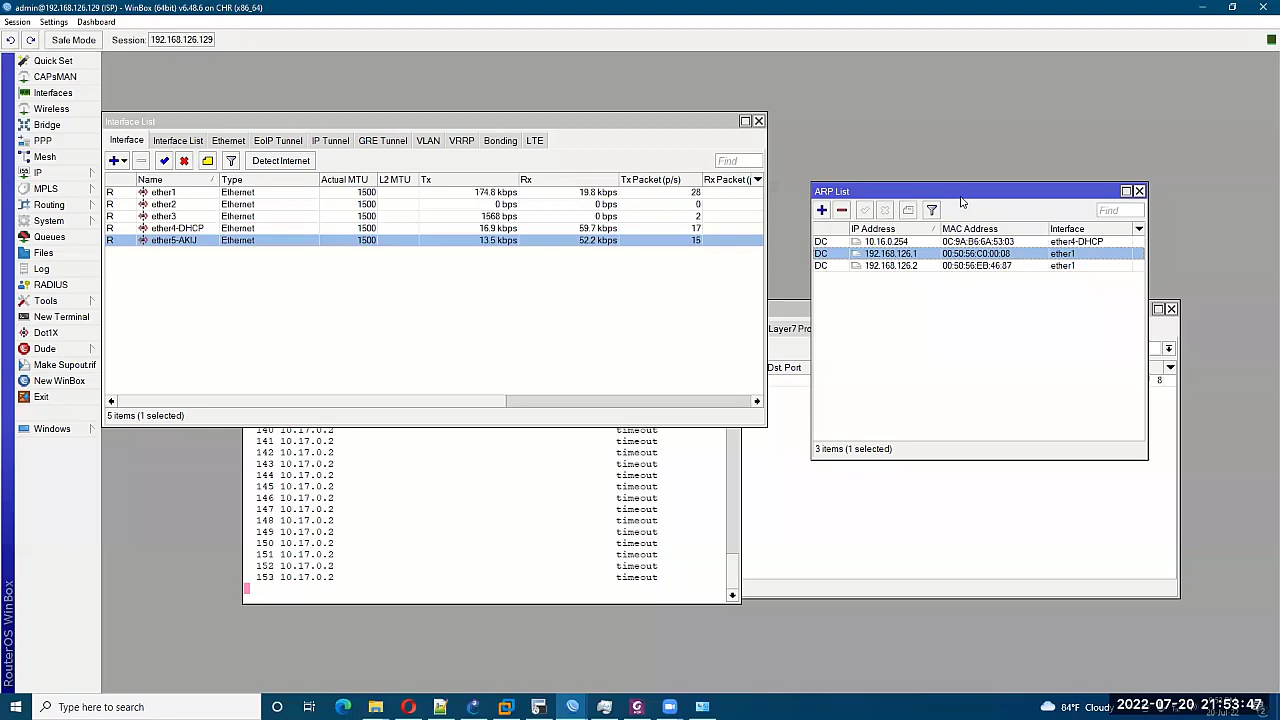 admin@192.168.126.129 (ISP) - WinBox (64bit) v6.48.6 on CHR (x86_64)
Session Settings Dashboard
Safe Mode Session: 192.168.126.129
Quick Set
CAPsMAN
Interfaces
Wireless
Bridge
PPP
Mesh
IP
MPLS
Routing
System
Queues
Files
Log
RADIUS
Tools
New Terminal
Dot1X
Dude
Make Supout.rif
New WinBox
Exit
Windows
RouterOS WinBox
Interface List
Interface Interface List Ethernet EoIP Tunnel IP Tunnel GRE Tunnel VLAN VRRP Bonding LTE
Detect Internet Find
Name Type Actual MTU L2 MTU Tx Rx Tx Packet (p/s) Rx Packet (
R ether1 Ethernet 1500 174.8 kbps 19.8 kbps 28
R ether2 Ethernet 1500 0 bps 0 bps 0
R ether3 Ethernet 1500 1568 bps 0 bps 2
R ether4-DHCP Ethernet 1500 16.9 kbps 59.7 kbps 17
R ether5-AKIJ Ethernet 1500 13.5 kbps 52.2 kbps 15
5 items (1 selected)
ARP List
Find
IP Address MAC Address Interface
DC 10.16.0.254 0C:9A:B6:6A:53:03 ether4-DHCP
DC 192.168.126.1 00:50:56:C0:00:08 ether1
DC 192.168.126.2 00:50:56:EB:46:87 ether1
3 items (1 selected)
Layer7 Pro
Dst. Port
8
140 10.17.0.2 timeout
141 10.17.0.2 timeout
142 10.17.0.2 timeout
143 10.17.0.2 timeout
144 10.17.0.2 timeout
145 10.17.0.2 timeout
146 10.17.0.2 timeout
147 10.17.0.2 timeout
148 10.17.0.2 timeout
149 10.17.0.2 timeout
150 10.17.0.2 timeout
151 10.17.0.2 timeout
152 10.17.0.2 timeout
153 10.17.0.2 timeout
Type here to search
84°F Cloudy
2022-07-20 21:53:47